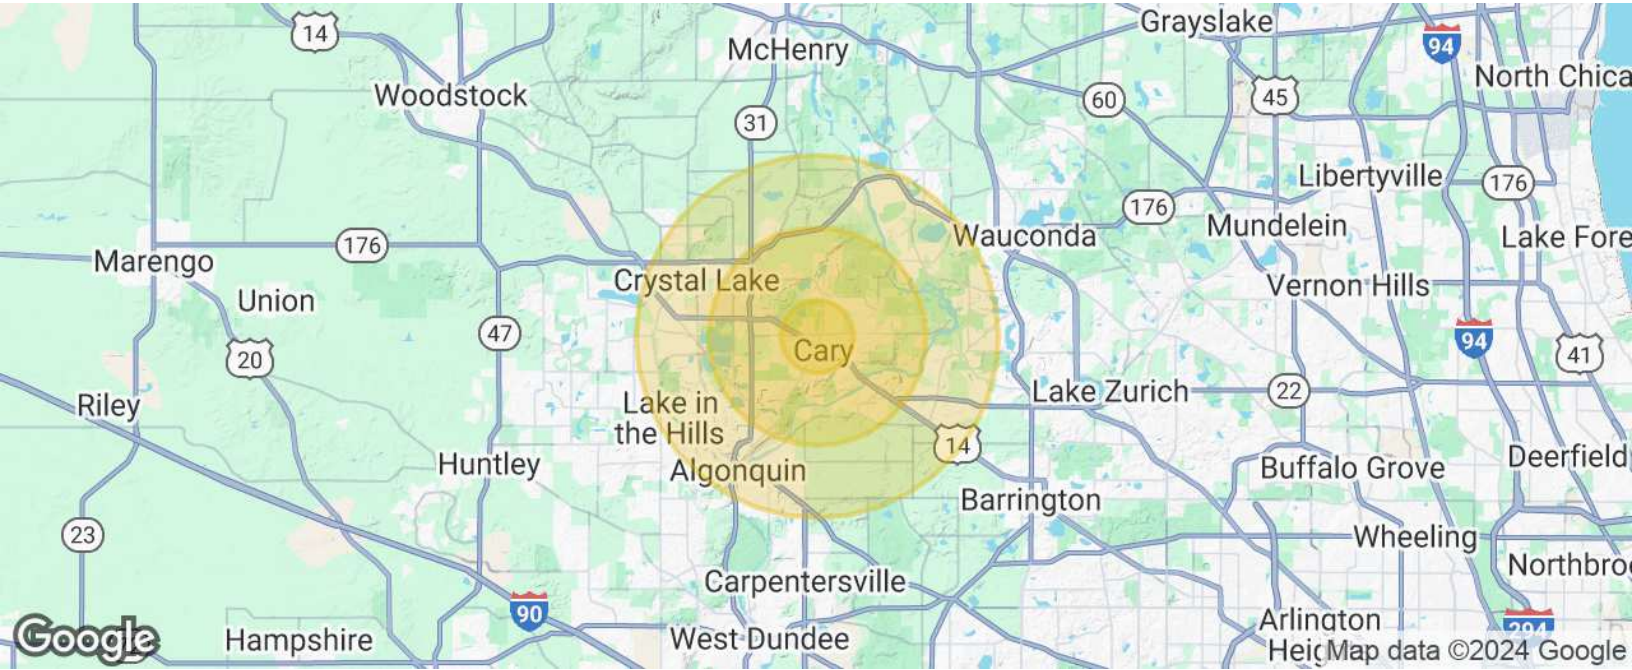 Grayslake
14
McHenry
94
North Chica
Woodstock
60
45
31
Libertyville
176
176
Mundelein
Wauconda
Lake Fore
176
Marengo
Crystal Lake
Vernon Hills
Union
47
94
Cary
41
20
Lake Zurich
22
Riley
Lake in
the Hills
14
Huntley
Algonquin
Buffalo Grove
Deerfield
Barrington
23
Wheeling
Northbro
Carpentersville
90
Arlington
294
Google
Hampshire
West Dundee
Heig
Map data ©2024 Google